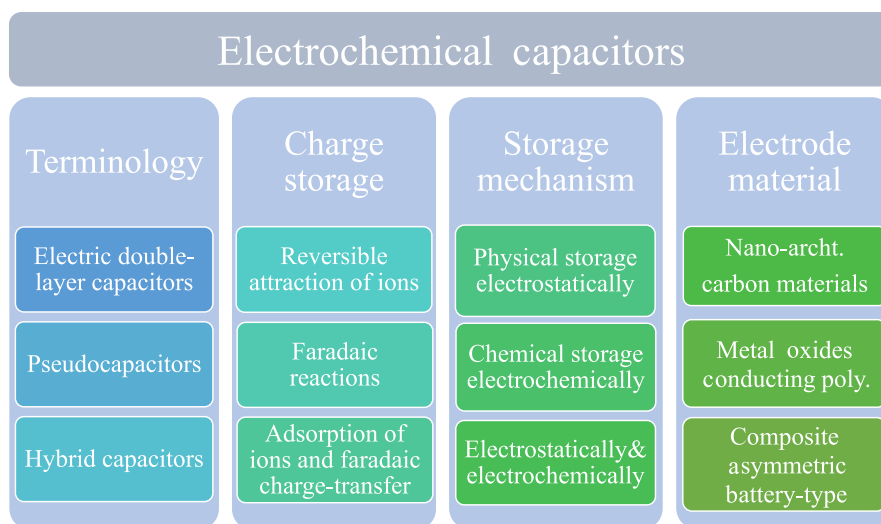 Electrochemical capacitors
Terminology
Electric double-
layer capacitors
Pseudocapacitors
Hybrid capacitors
Charge
storage
Reversible
attraction of ions
Faradaic
reactions
Adsorption of
ions and faradaic
charge-transfer
Storage
mechanism
Physical storage
electrostatically
Chemical storage
electrochemically
Electrostatically&
electrochemically
Electrode
material
Nano-archt.
carbon materials
Metal oxides
conducting poly.
Composite
asymmetric
battery-type